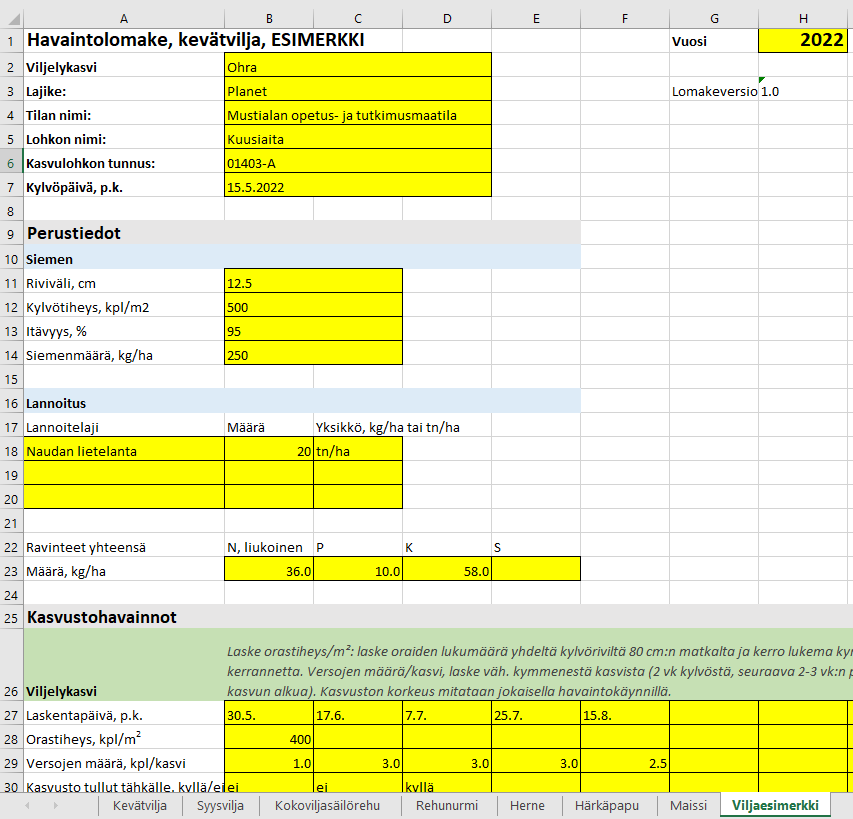 A B C D E F G H
1 Havaintolomake, kevätvilja, ESIMERKKI Vuosi 2022
2 Viljelykasvi Ohra
3 Lajike: Planet Lomakeversio 1.0
4 Tilan nimi: Mustialan opetus- ja tutkimusmaatila
5 Lohkon nimi: Kuusiaita
6 Kasvulohkon tunnus: 01403-A
7 Kylvöpäivä, p.k. 15.5.2022
8
9 Perustiedot
10 Siemen
11 Riviväli, cm 12.5
12 Kylvötiheys, kpl/m2 500
13 Itävyys, % 95
14 Siemenmäärä, kg/ha 250
15
16 Lannoitus
17 Lannoitelaji Määrä Yksikkö, kg/ha tai tn/ha
18 Naudan lietelanta 20 tn/ha
19
20
21
22 Ravinteet yhteensä N, liukoinen P K S
23 Määrä, kg/ha 36.0 10.0 58.0
24
25 Kasvustohavainnot
Laske orastiheys/m²: laske oraiden lukumäärä yhdeltä kylvöriviltä 80 cm:n matkalta ja kerro lukema
kerrannetta. Versojen määrä/kasvi, laske väh. kymmenestä kasvista (2 vk kylvöstä, seuraava 2-3 vk:n
26 Viljelykasvi kasvun alkua). Kasvuston korkeus mitataan jokaisella havaintokäynnillä.
27 Laskentapäivä, p.k. 30.5. 17.6. 7.7. 25.7. 15.8.
28 Orastiheys, kpl/m² 400
29 Versojen määrä, kpl/kasvi 1.0 3.0 3.0 3.0 2.5
30 Kasvusto tullut tähkälle, kyllä/ei ei ei kyllä
Kevätvilja Syysvilja Kokoviljasäilörehu Rehunurmi Herne Härkäpapu Maissi Viljaesimerkki